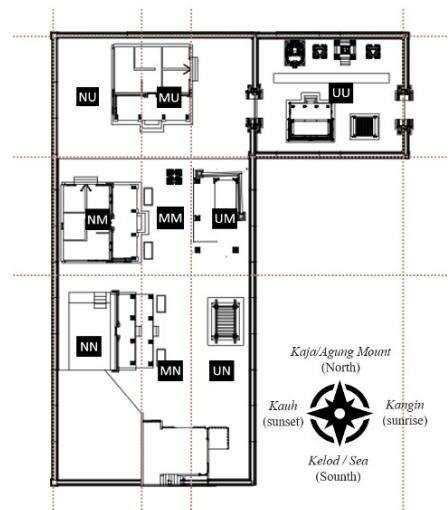 NU
MU
UU
NM
MM
UM
NN
MN
UN
Kaja/Agung Mount
(North)
Kauh
(sunset)
Kangin
(sunrise)
Kelod / Sea
(Sounth)